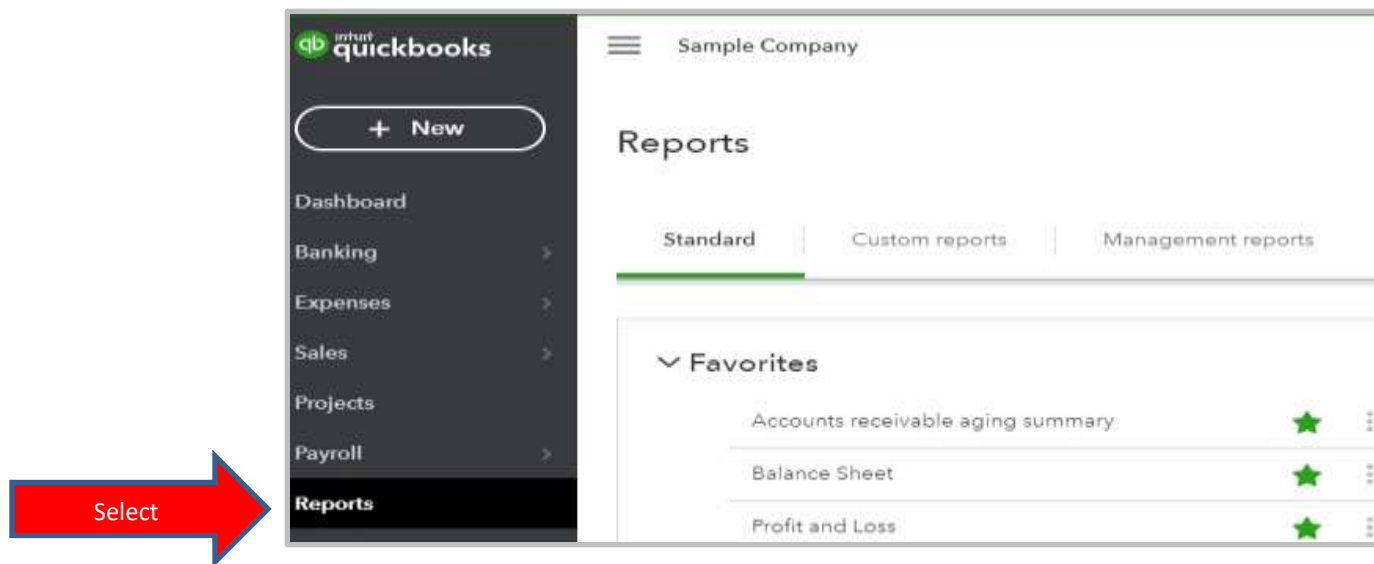 intuit
quickbooks
+ New
Dashboard
Banking
Expenses
Sales
Projects
Payroll
Reports
Select
Sample Company
Reports
Standard
Custom reports
Management reports
Favorites
Accounts receivable aging summary
Balance Sheet
Profit and Loss